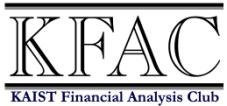 KFAC
KAIST Financial Analysis Club